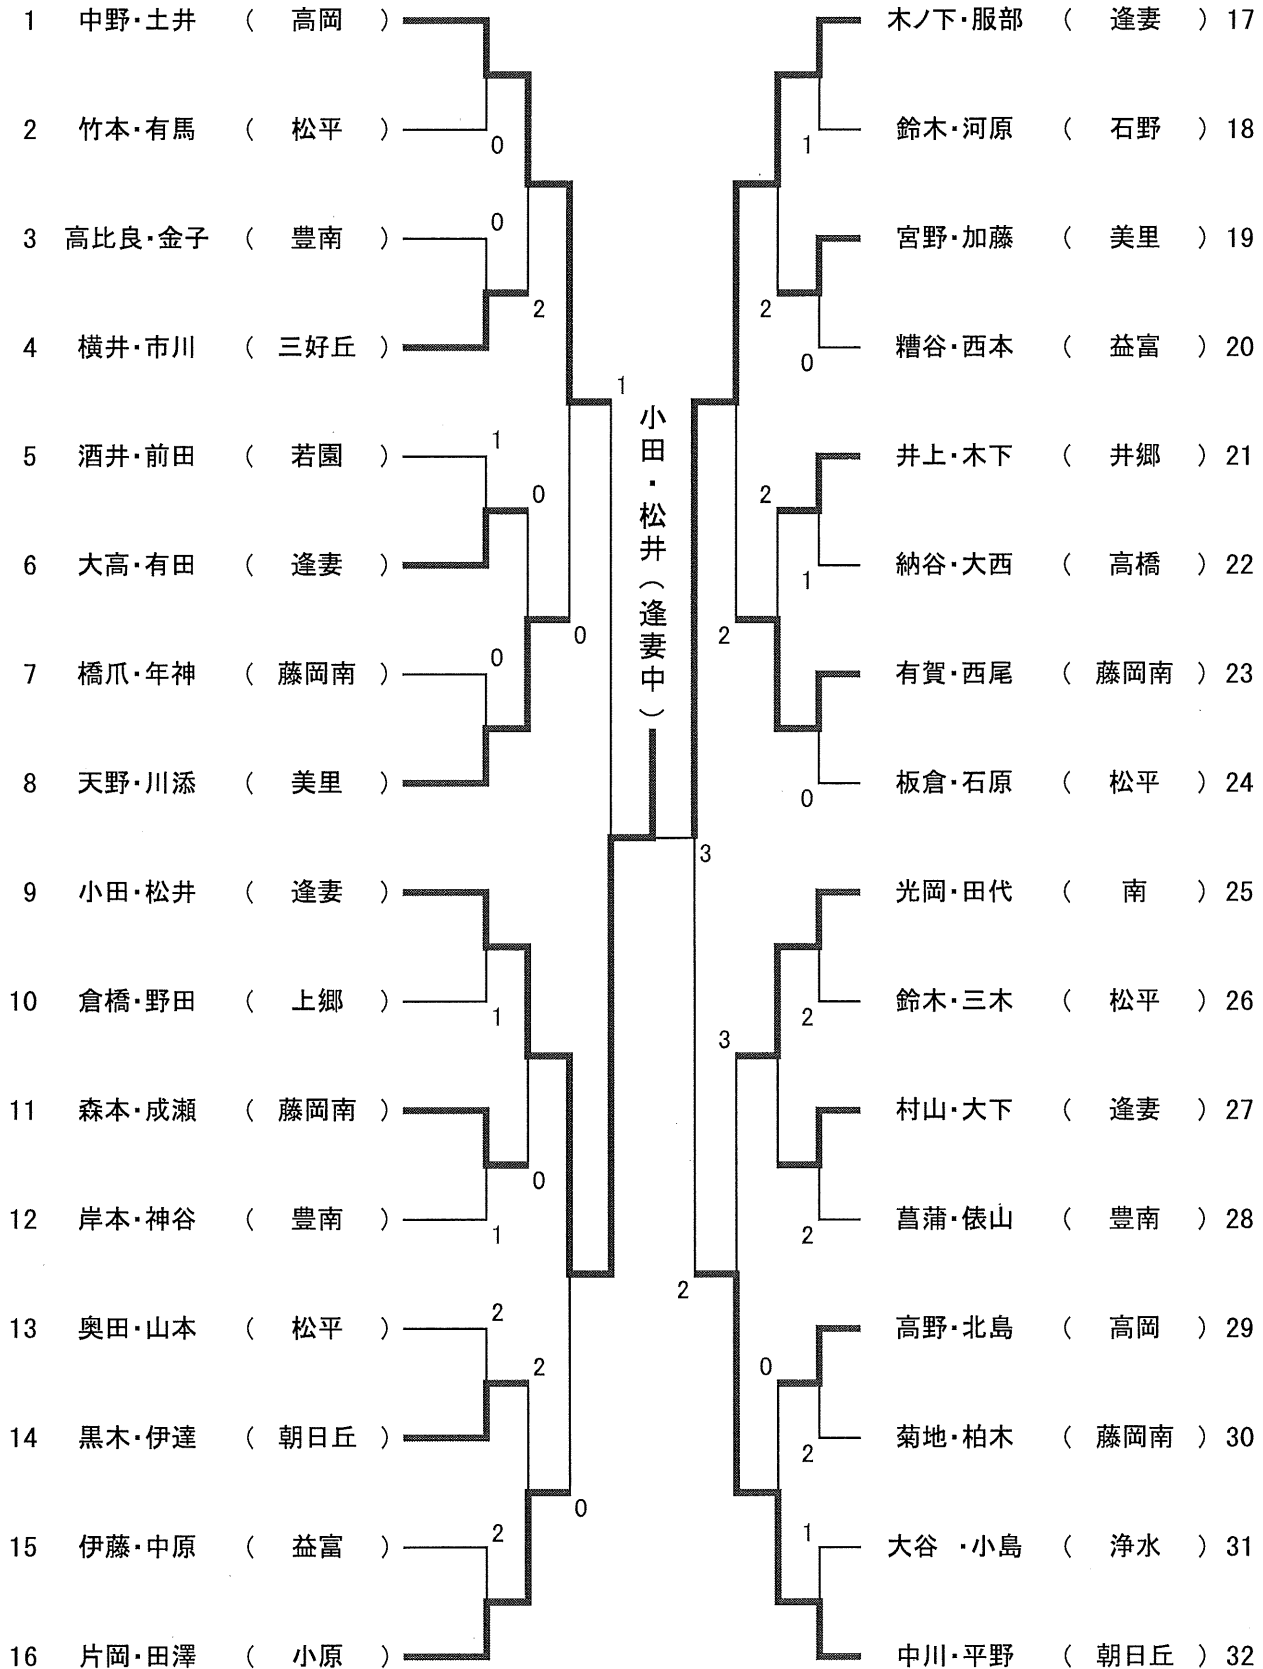 1 中野・土井 ( 高岡 )
2 竹本・有馬 ( 松平 )
0
3 高比良・金子 ( 豊南 )
0
4 横井・市川 ( 三好丘 )
2
5 酒井・前田 ( 若園 )
1
0
6 大高・有田 ( 逢妻 )
0
7 橋爪・年神 ( 藤岡南 )
0
8 天野・川添 ( 美里 )
9 小田・松井 ( 逢妻 )
10 倉橋・野田 ( 上郷 )
1
11 森本・成瀬 ( 藤岡南 )
0
12 岸本・神谷 ( 豊南 )
1
13 奥田・山本 ( 松平 )
2
2
14 黒木・伊達 ( 朝日丘 )
0
15 伊藤・中原 ( 益富 )
2
16 片岡・田澤 ( 小原 )
1
小田・松井(逢妻中)
3
木ノ下・服部 ( 逢妻 ) 17
鈴木・河原 ( 石野 ) 18
1
宮野・加藤 ( 美里 ) 19
2
糟谷・西本 ( 益富 ) 20
0
井上・木下 ( 井郷 ) 21
2
納谷・大西 ( 高橋 ) 22
1
2
有賀・西尾 ( 藤岡南 ) 23
板倉・石原 ( 松平 ) 24
0
光岡・田代 ( 南 ) 25
鈴木・三木 ( 松平 ) 26
2
3
村山・大下 ( 逢妻 ) 27
菖蒲・俵山 ( 豊南 ) 28
2
2
高野・北島 ( 高岡 ) 29
0
菊地・柏木 ( 藤岡南 ) 30
2
大谷 ・小島 ( 浄水 ) 31
1
中川・平野 ( 朝日丘 ) 32